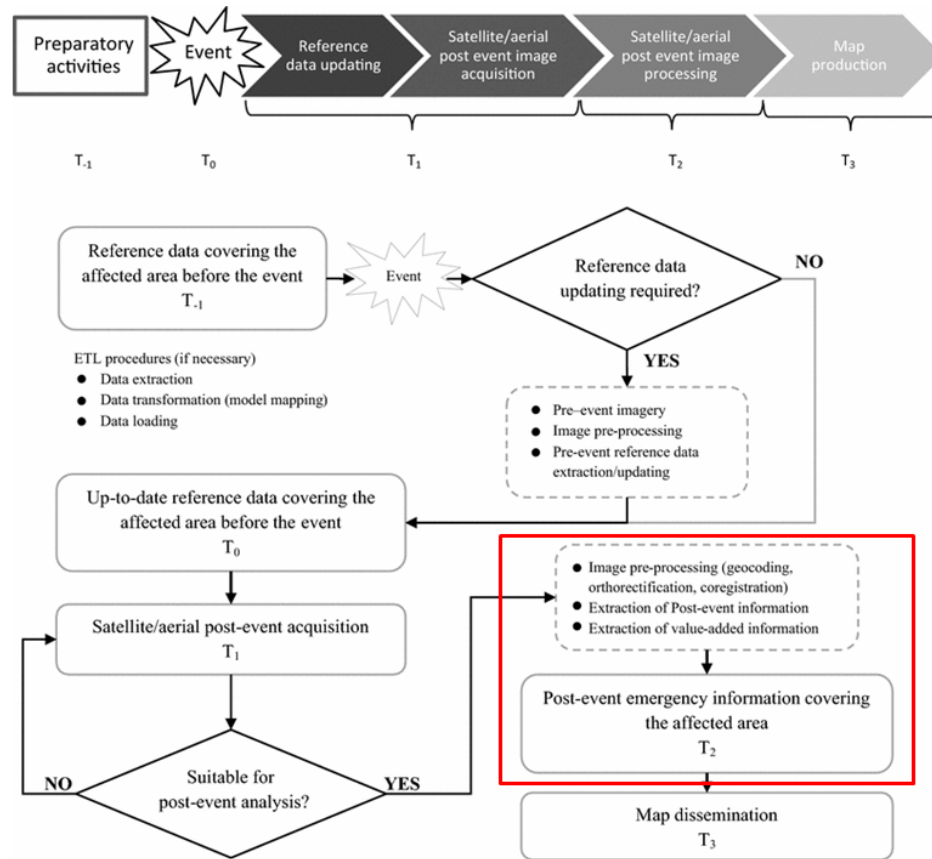 Preparatory
activities
Event
Reference
data updating
Satellite/aerial
post event image
acquisition
Satellite/aerial
post event image
processing
Map
production
T-1
T0
T1
T2
T3
Reference data covering the
affected area before the event
T-1
Event
Reference data
updating required?
NO
YES
ETL procedures (if necessary)
● Data extraction
● Data transformation (model mapping)
● Data loading
● Pre–event imagery
● Image pre-processing
● Pre-event reference data
extraction/updating
Up-to-date reference data covering the
affected area before the event
T0
Satellite/aerial post-event acquisition
T1
NO
Suitable for
post-event analysis?
YES
● Image pre-processing (geocoding,
orthorectification, coregistration)
● Extraction of Post-event information
● Extraction of value-added information
Post-event emergency information covering
the affected area
T2
Map dissemination
T3